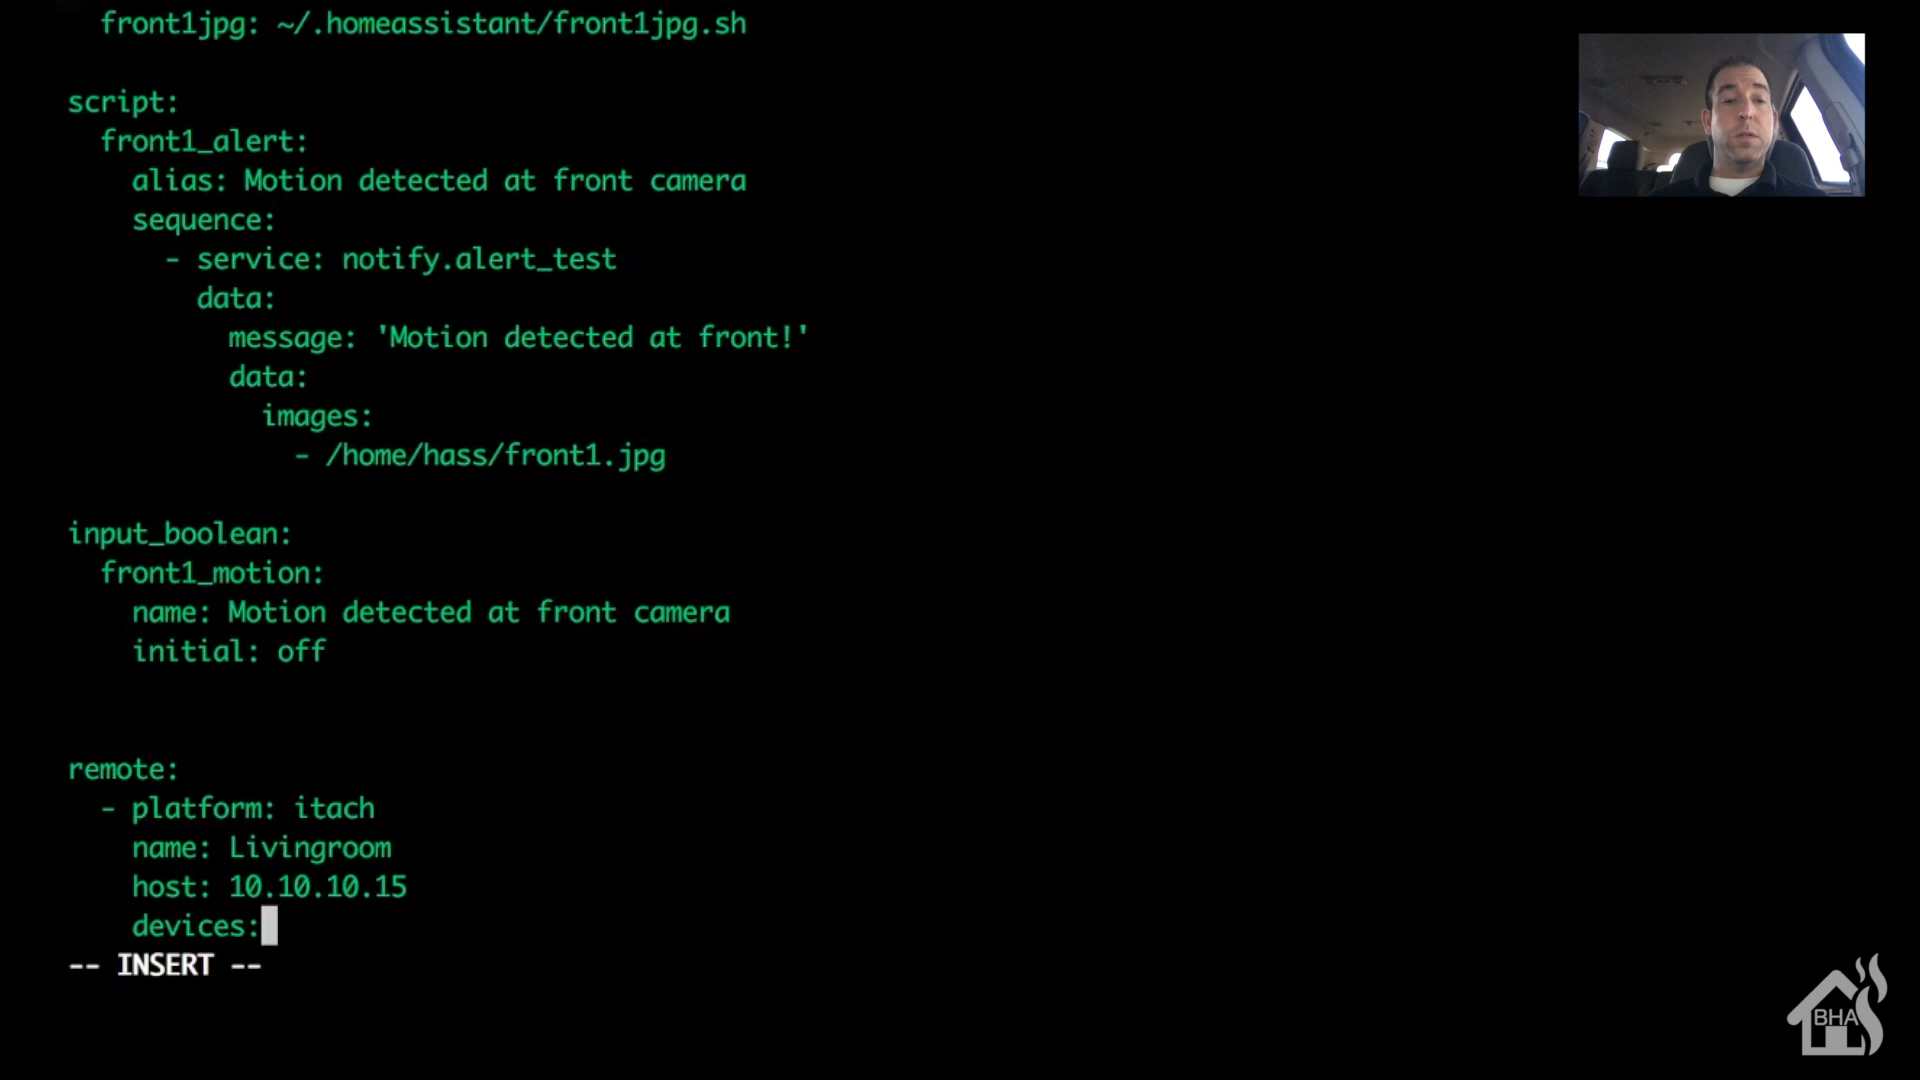 front1jpg: ~/.homeassistant/front1jpg.sh
script:
front1_alert:
alias: Motion detected at front camera
sequence:
- service: notify.alert_test
data:
message: 'Motion detected at front!'
data:
images:
- /home/hass/front1.jpg
input_boolean:
front1_motion:
name: Motion detected at front camera
initial: off
remote:
- platform: itach
name: Livingroom
host: 10.10.10.15
devices:
-- INSERT --
BHA